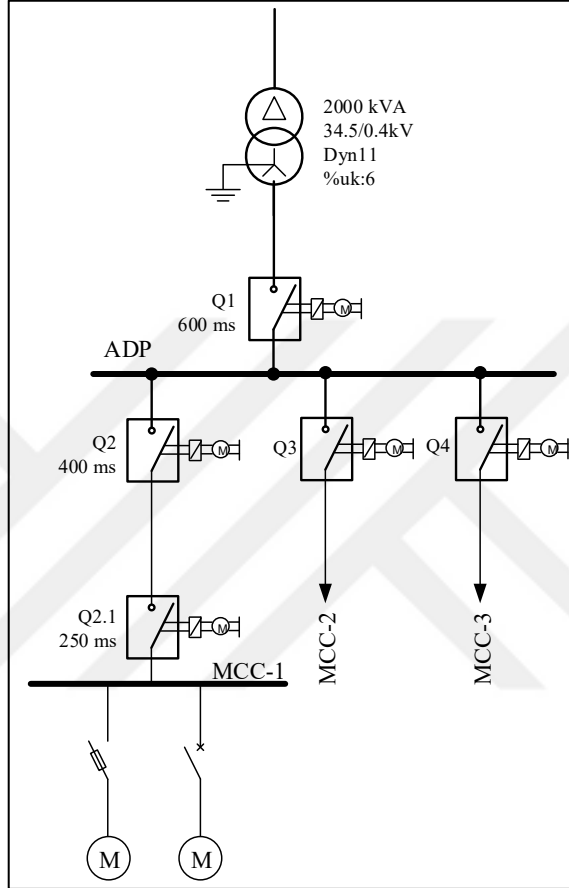 2000 kVA
34.5/0.4kV
Dyn11
%uk:6
Q1
600 ms
M
ADP
Q2
400 ms
M
Q3
M
Q4
M
Q2.1
250 ms
M
MCC-1
MCC-2
MCC-3
M
M